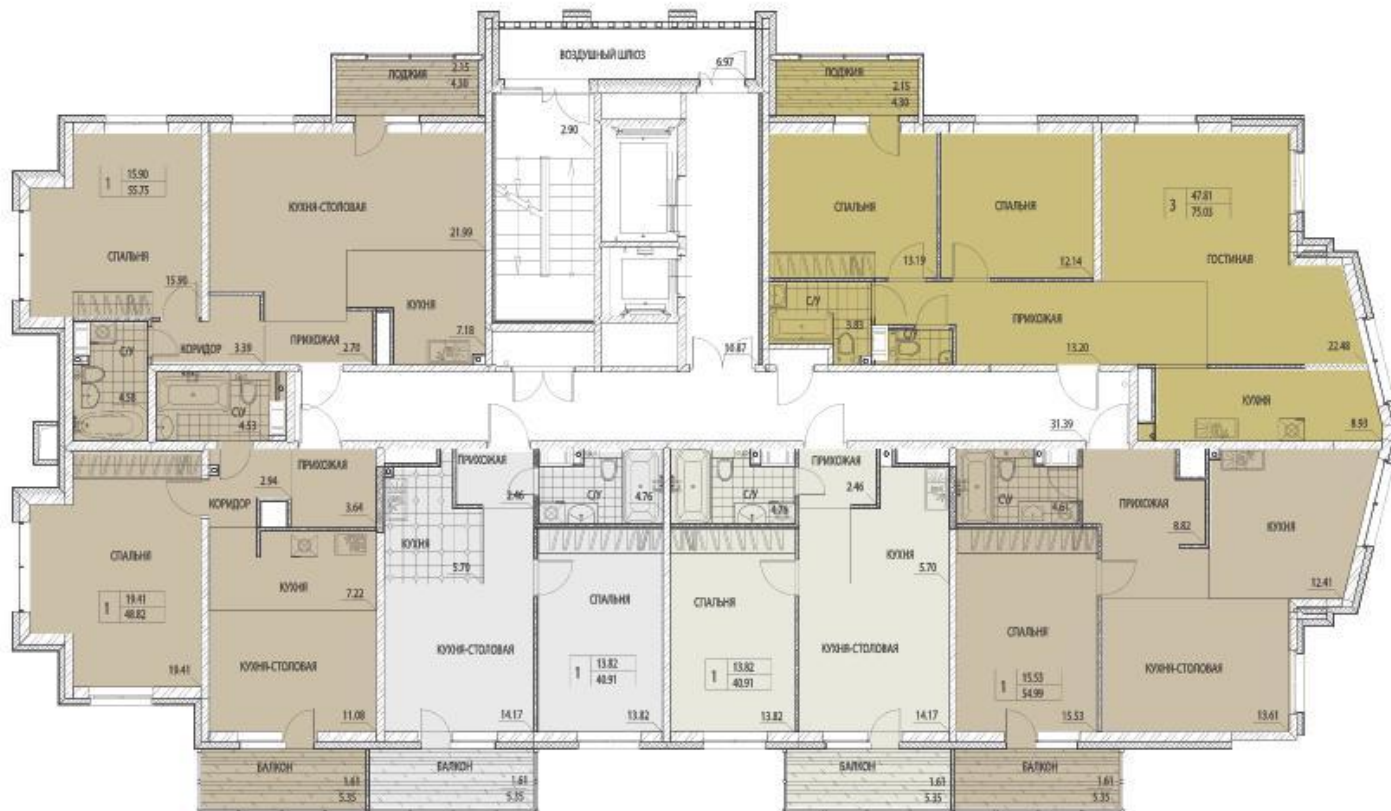 ВОЗДУШНЫЙ ШЛЮЗ
6.97
ЛОДЖИЯ
2.15
4.30
ЛОДЖИЯ
2.15
4.30
2.90
1
15.90
55.75
КУХНЯ-СТОЛОВАЯ
21.99
СПАЛЬНЯ
15.90
КУХНЯ
7.18
С/У
4.58
КОРИДОР
3.39
ПРИХОЖАЯ
2.70
16.87
СПАЛЬНЯ
13.19
СПАЛЬНЯ
12.14
3
47.81
75.03
ГОСТИНАЯ
22.48
С/У
3.83
С/У
ПРИХОЖАЯ
13.20
КУХНЯ
8.93
31.39
С/У
4.53
ПРИХОЖАЯ
3.64
2.94
КОРИДОР
СПАЛЬНЯ
1
19.41
48.82
19.41
КУХНЯ
7.22
КУХНЯ-СТОЛОВАЯ
11.08
ПРИХОЖАЯ
2.46
С/У
4.76
КУХНЯ
5.70
КУХНЯ-СТОЛОВАЯ
14.17
СПАЛЬНЯ
1
13.82
40.91
13.82
С/У
4.76
ПРИХОЖАЯ
2.46
СПАЛЬНЯ
1
13.82
40.91
13.82
КУХНЯ
5.70
КУХНЯ-СТОЛОВАЯ
14.17
С/У
4.61
ПРИХОЖАЯ
8.82
КУХНЯ
12.41
СПАЛЬНЯ
1
15.53
54.99
15.53
КУХНЯ-СТОЛОВАЯ
13.61
БАЛКОН
1.61
5.35
БАЛКОН
1.61
5.35
БАЛКОН
1.61
5.35
БАЛКОН
1.61
5.35